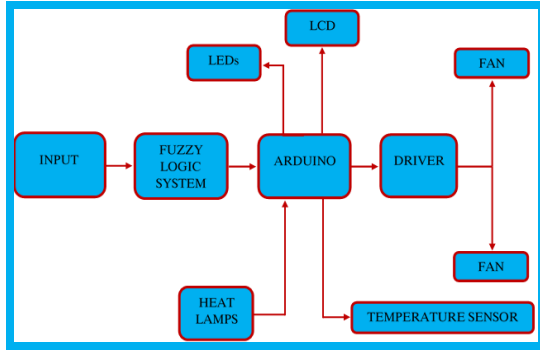 LCD
LEDs
FAN
INPUT
FUZZY
LOGIC
SYSTEM
ARDUINO
DRIVER
FAN
HEAT
LAMPS
TEMPERATURE SENSOR